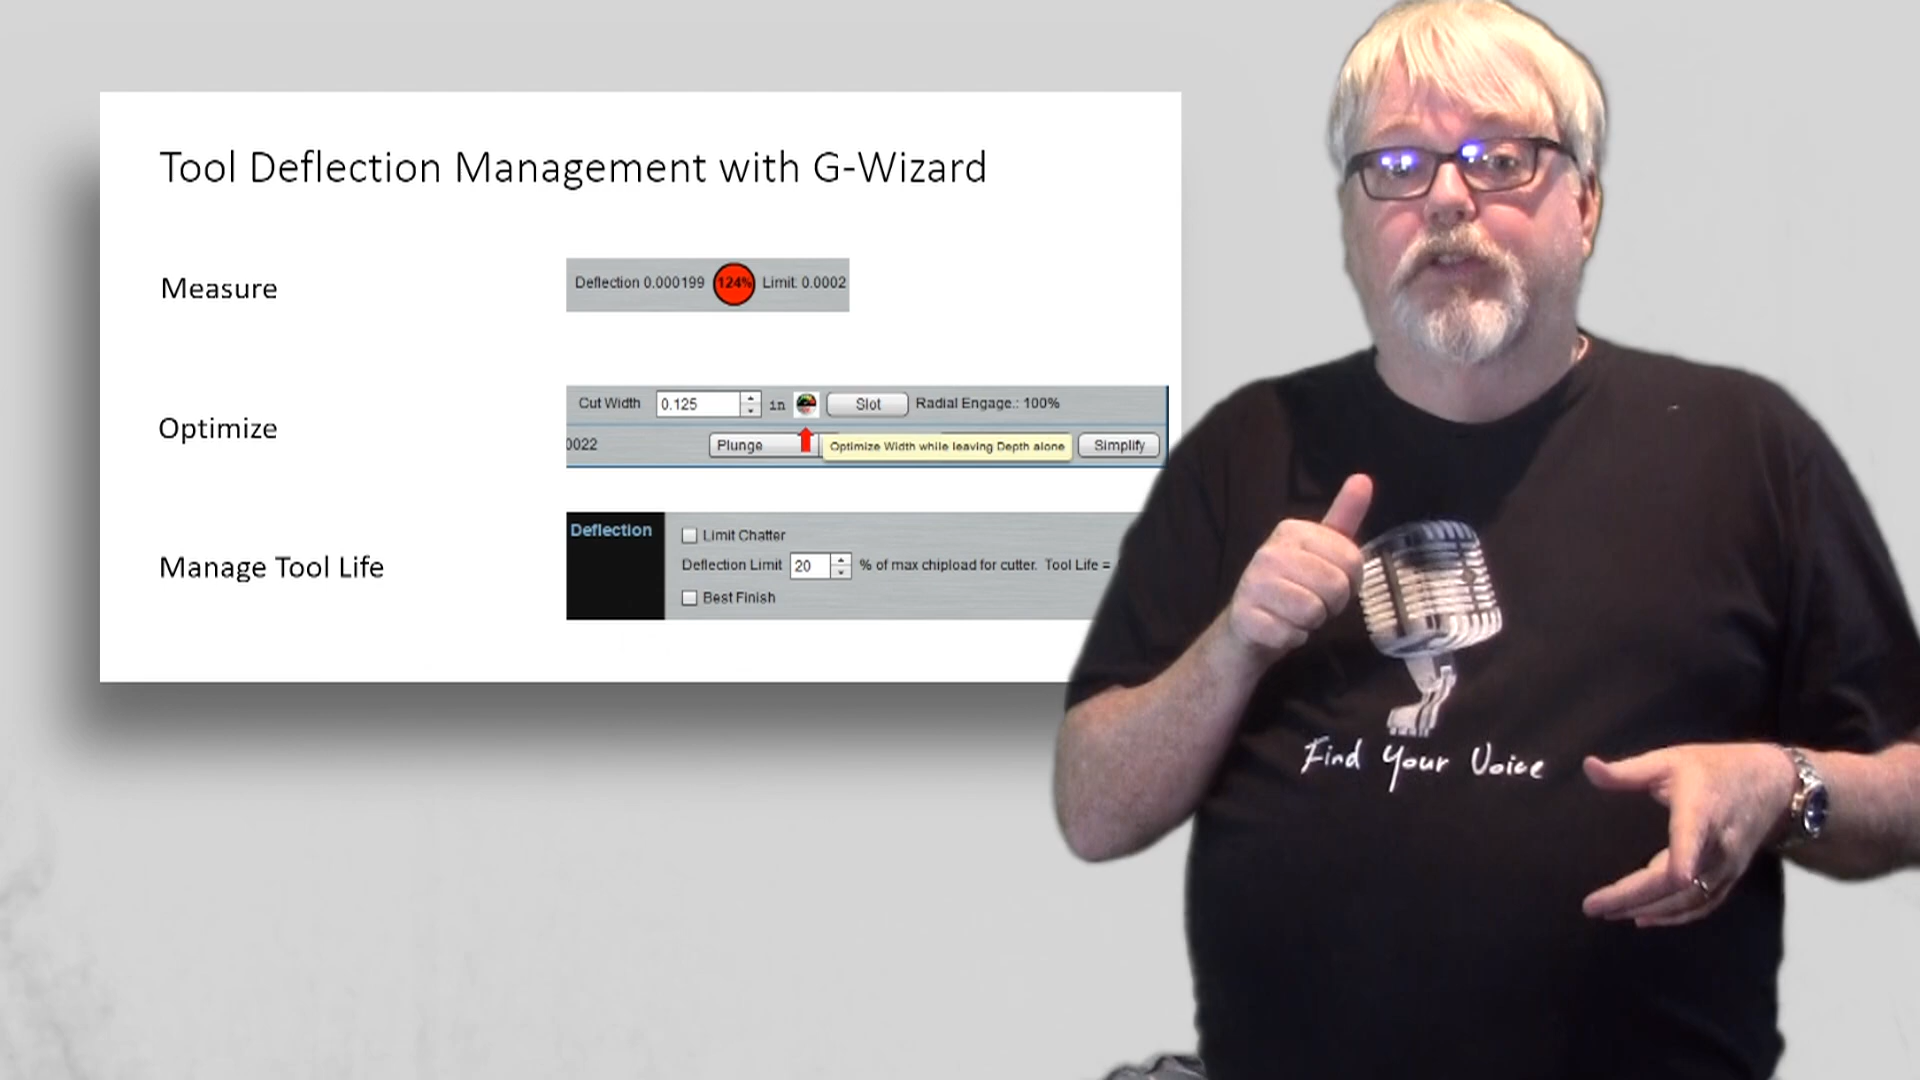 Tool Deflection Management with G-Wizard
Measure
Deflection 0.000199 124% Limit: 0.0002
Optimize
Cut Width 0.125 in Slot Radial Engage.: 100%
0022 Plunge Optimize Width while leaving Depth alone Simplify
Manage Tool Life
Deflection
Limit Chatter
Deflection Limit 20 % of max chipload for cutter. Tool Life =
Best Finish
Find Your Voice